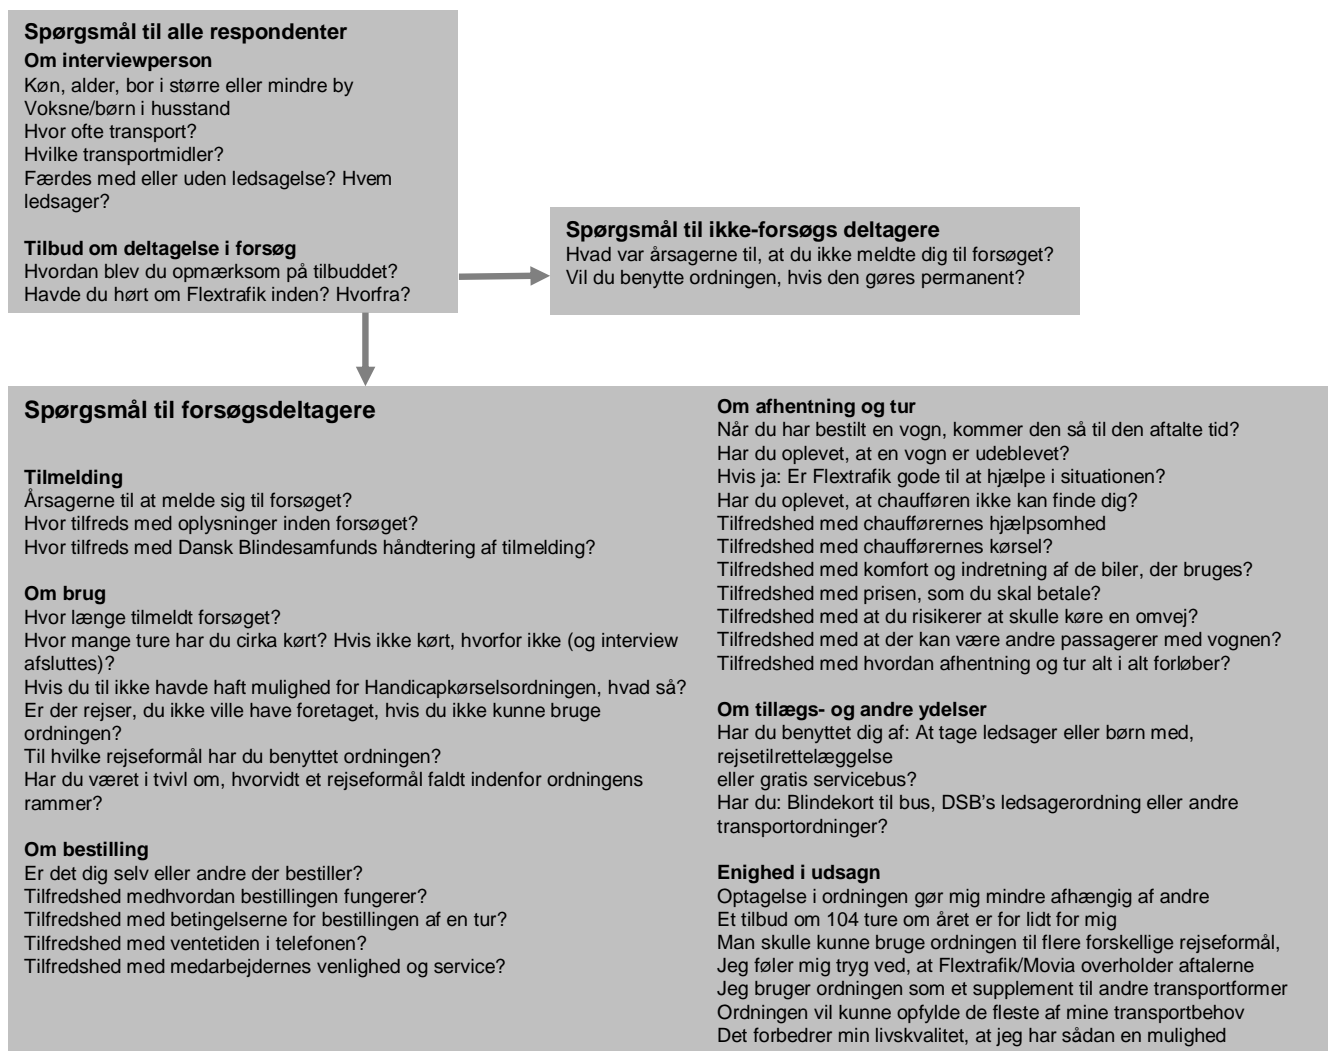 Spørgsmål til alle respondenter
Om interviewperson
Køn, alder, bor i større eller mindre by
Voksne/børn i husstand
Hvor ofte transport?
Hvilke transportmidler?
Færdes med eller uden ledsagelse? Hvem
ledsager?
Tilbud om deltagelse i forsøg
Hvordan blev du opmærksom på tilbuddet?
Havde du hørt om Flextrafik inden? Hvorfra?
Spørgsmål til ikke-forsøgs deltagere
Hvad var årsagerne til, at du ikke meldte dig til forsøget?
Vil du benytte ordningen, hvis den gøres permanent?
Spørgsmål til forsøgsdeltagere
Tilmelding
Årsagerne til at melde sig til forsøget?
Hvor tilfreds med oplysninger inden forsøget?
Hvor tilfreds med Dansk Blindesamfunds håndtering af tilmelding?
Om brug
Hvor længe tilmeldt forsøget?
Hvor mange ture har du cirka kørt? Hvis ikke kørt, hvorfor ikke (og interview
afsluttes)?
Hvis du til ikke havde haft mulighed for Handicapkørselsordningen, hvad så?
Er der rejser, du ikke ville have foretaget, hvis du ikke kunne bruge
ordningen?
Til hvilke rejseformål har du benyttet ordningen?
Har du været i tvivl om, hvorvidt et rejseformål faldt indenfor ordningens
rammer?
Om bestilling
Er det dig selv eller andre der bestiller?
Tilfredshed medhvordan bestillingen fungerer?
Tilfredshed med betingelserne for bestillingen af en tur?
Tilfredshed med ventetiden i telefonen?
Tilfredshed med medarbejdernes venlighed og service?
Om afhentning og tur
Når du har bestilt en vogn, kommer den så til den aftalte tid?
Har du oplevet, at en vogn er udeblevet?
Hvis ja: Er Flextrafik gode til at hjælpe i situationen?
Har du oplevet, at chaufføren ikke kan finde dig?
Tilfredshed med chaufførernes hjælpsomhed
Tilfredshed med chaufførernes kørsel?
Tilfredshed med komfort og indretning af de biler, der bruges?
Tilfredshed med prisen, som du skal betale?
Tilfredshed med at du risikerer at skulle køre en omvej?
Tilfredshed med at der kan være andre passagerer med vognen?
Tilfredshed med hvordan afhentning og tur alt i alt forløber?
Om tillægs- og andre ydelser
Har du benyttet dig af: At tage ledsager eller børn med,
rejsetilrettelæggelse
eller gratis servicebus?
Har du: Blindekort til bus, DSB's ledsagerordning eller andre
transportordninger?
Enighed i udsagn
Optagelse i ordningen gør mig mindre afhængig af andre
Et tilbud om 104 ture om året er for lidt for mig
Man skulle kunne bruge ordningen til flere forskellige rejseformål,
Jeg føler mig tryg ved, at Flextrafik/Movia overholder aftalerne
Jeg bruger ordningen som et supplement til andre transportformer
Ordningen vil kunne opfylde de fleste af mine transportbehov
Det forbedrer min livskvalitet, at jeg har sådan en mulighed